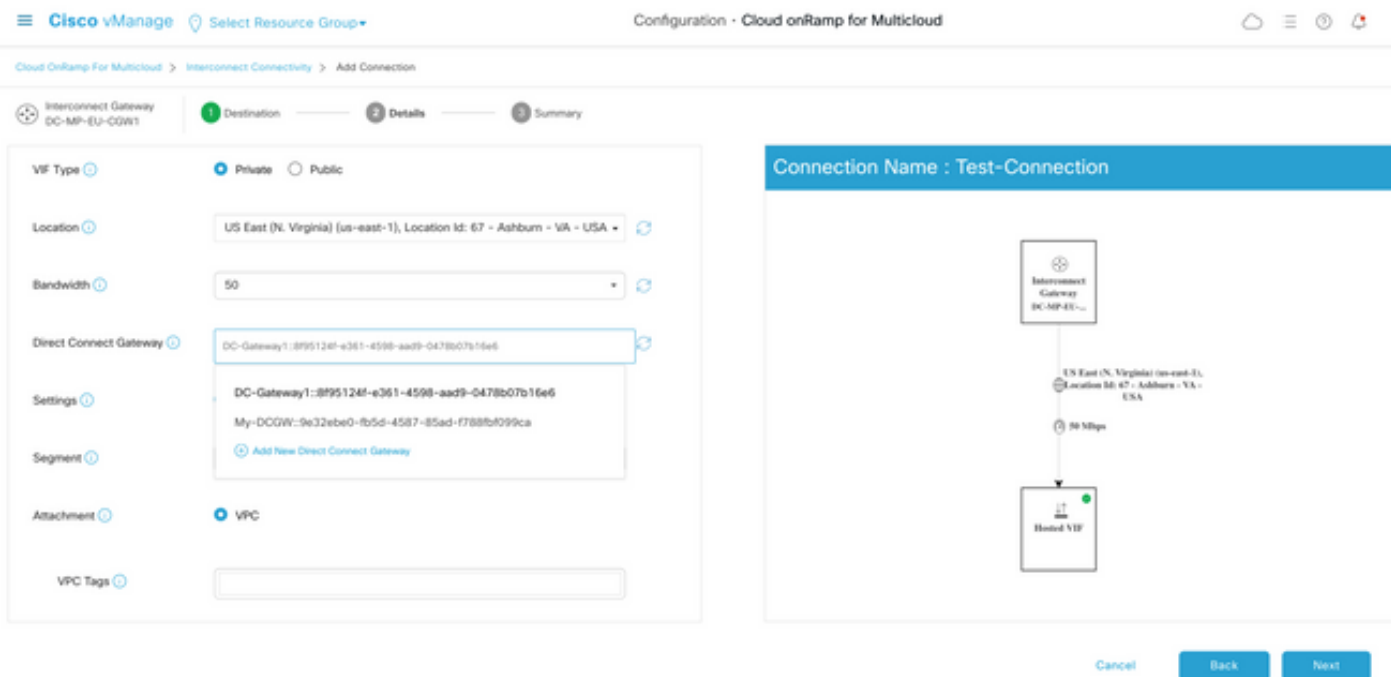 Cisco vManage
Select Resource Group
Configuration · Cloud onRamp for Multicloud
Cloud OnRamp For Multicloud > Interconnect Connectivity > Add Connection
Interconnect Gateway
DC-MP-EU-CGW1
1 Destination
2 Details
3 Summary
VIF Type
Private
Public
Location
US East (N. Virginia) (us-east-1), Location Id: 67 - Ashburn - VA - USA
Bandwidth
50
Direct Connect Gateway
DC-Gateway1::8f95124f-e361-4598-aad9-0478b07b16e6
DC-Gateway1::8f95124f-e361-4598-aad9-0478b07b16e6
My-DCGW::9e32ebe0-fb5d-4587-85ad-f788fbf099ca
Add New Direct Connect Gateway
Settings
Segment
Attachment
VPC
VPC Tags
Connection Name : Test-Connection
Interconnect
Gateway
DC-MP-EU-...
US East (N. Virginia) (us-east-1),
Location Id: 67 - Ashburn - VA -
USA
50 Mbps
Hosted VIF
Cancel
Back
Next